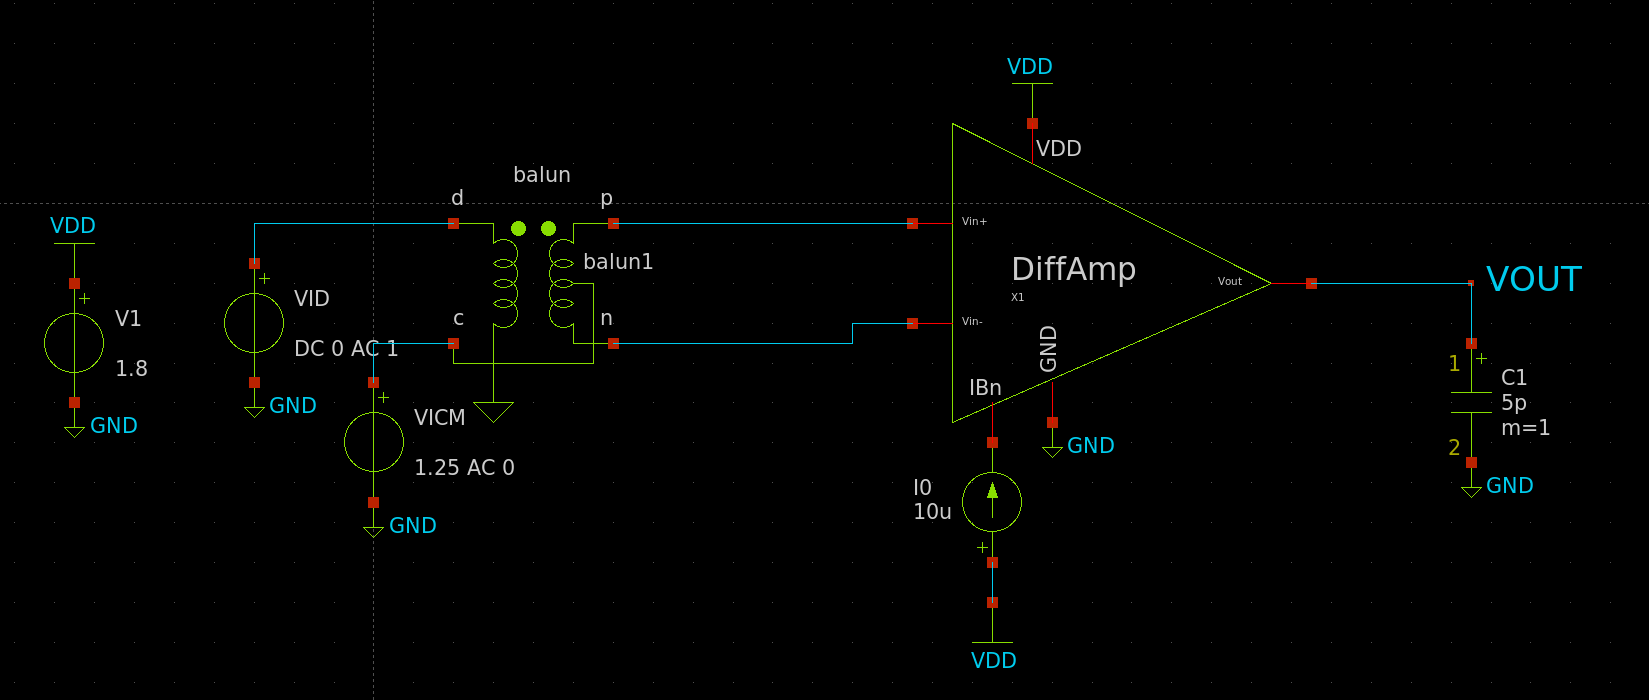 VDD
V1
1.8
GND
VID
DC 0 AC 1
GND
VICM
1.25 AC 0
GND
balun
d
p
balun1
c
n
VDD
VDD
Vin+
DiffAmp
X1
Vout
Vin-
GND
IBn
GND
I0
10u
VDD
VOUT
1
C1
5p
m=1
2
GND